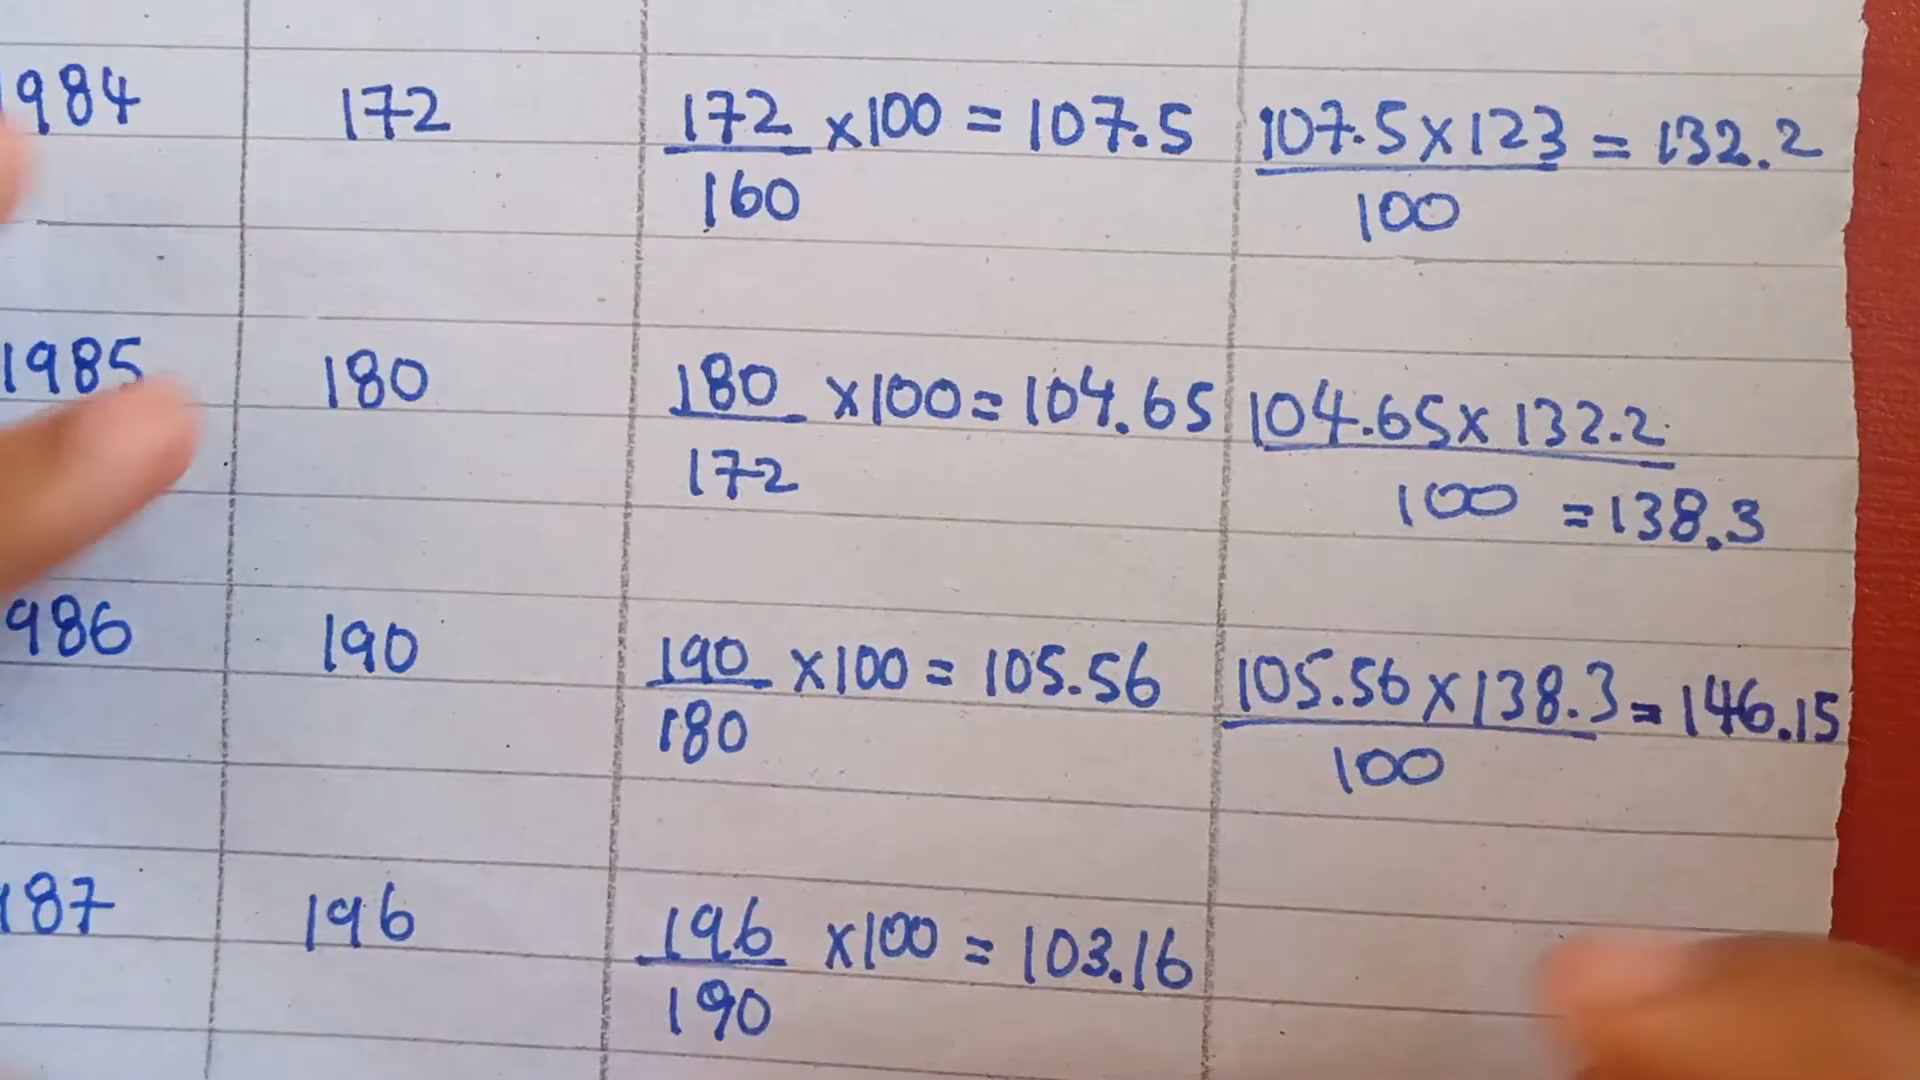 1984 172 172/160 x100 = 107.5 107.5x123/100 = 132.2
1985 180 180/172 x100 = 104.65 104.65x 132.2/100 = 138.3
986 190 190/180 x100 = 105.56 105.56 x138.3/100 = 146.15
187 196 196/190 x100 = 103.16